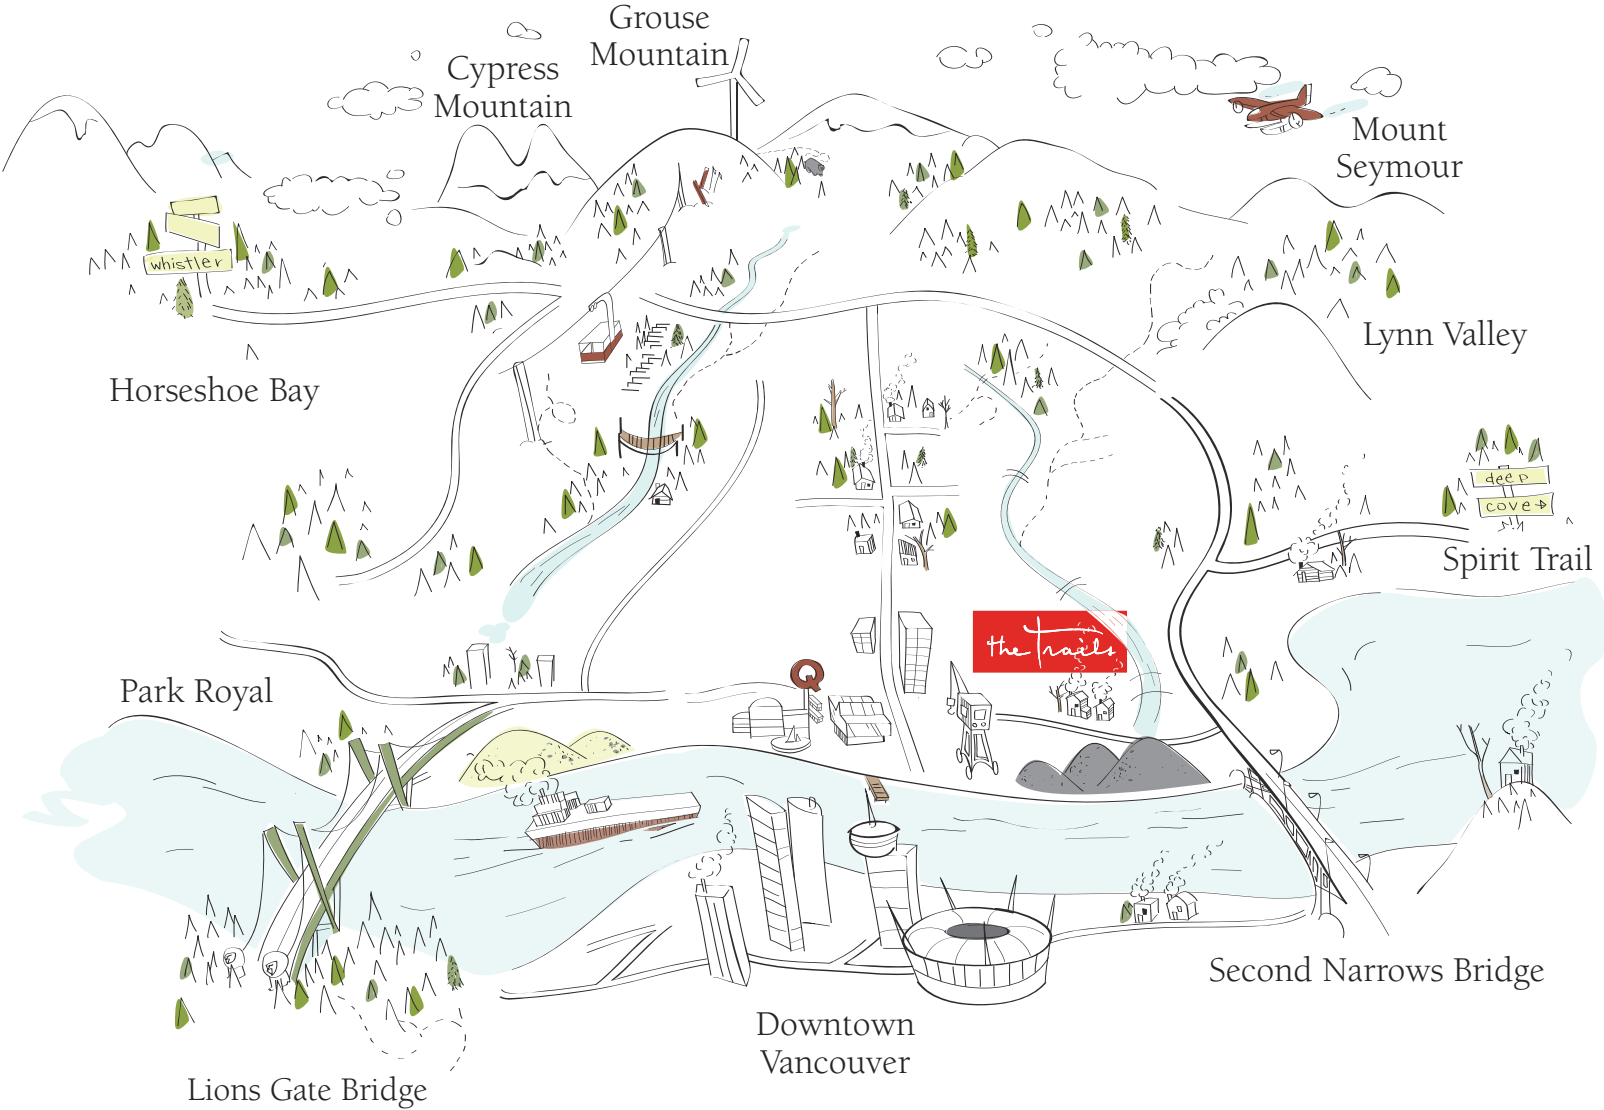 Grouse
Mountain
Cypress
Mountain
Mount
Seymour
whistler
Lynn Valley
Horseshoe Bay
deep
cove
Spirit Trail
the Trails
Q
Park Royal
Second Narrows Bridge
Downtown
Vancouver
Lions Gate Bridge